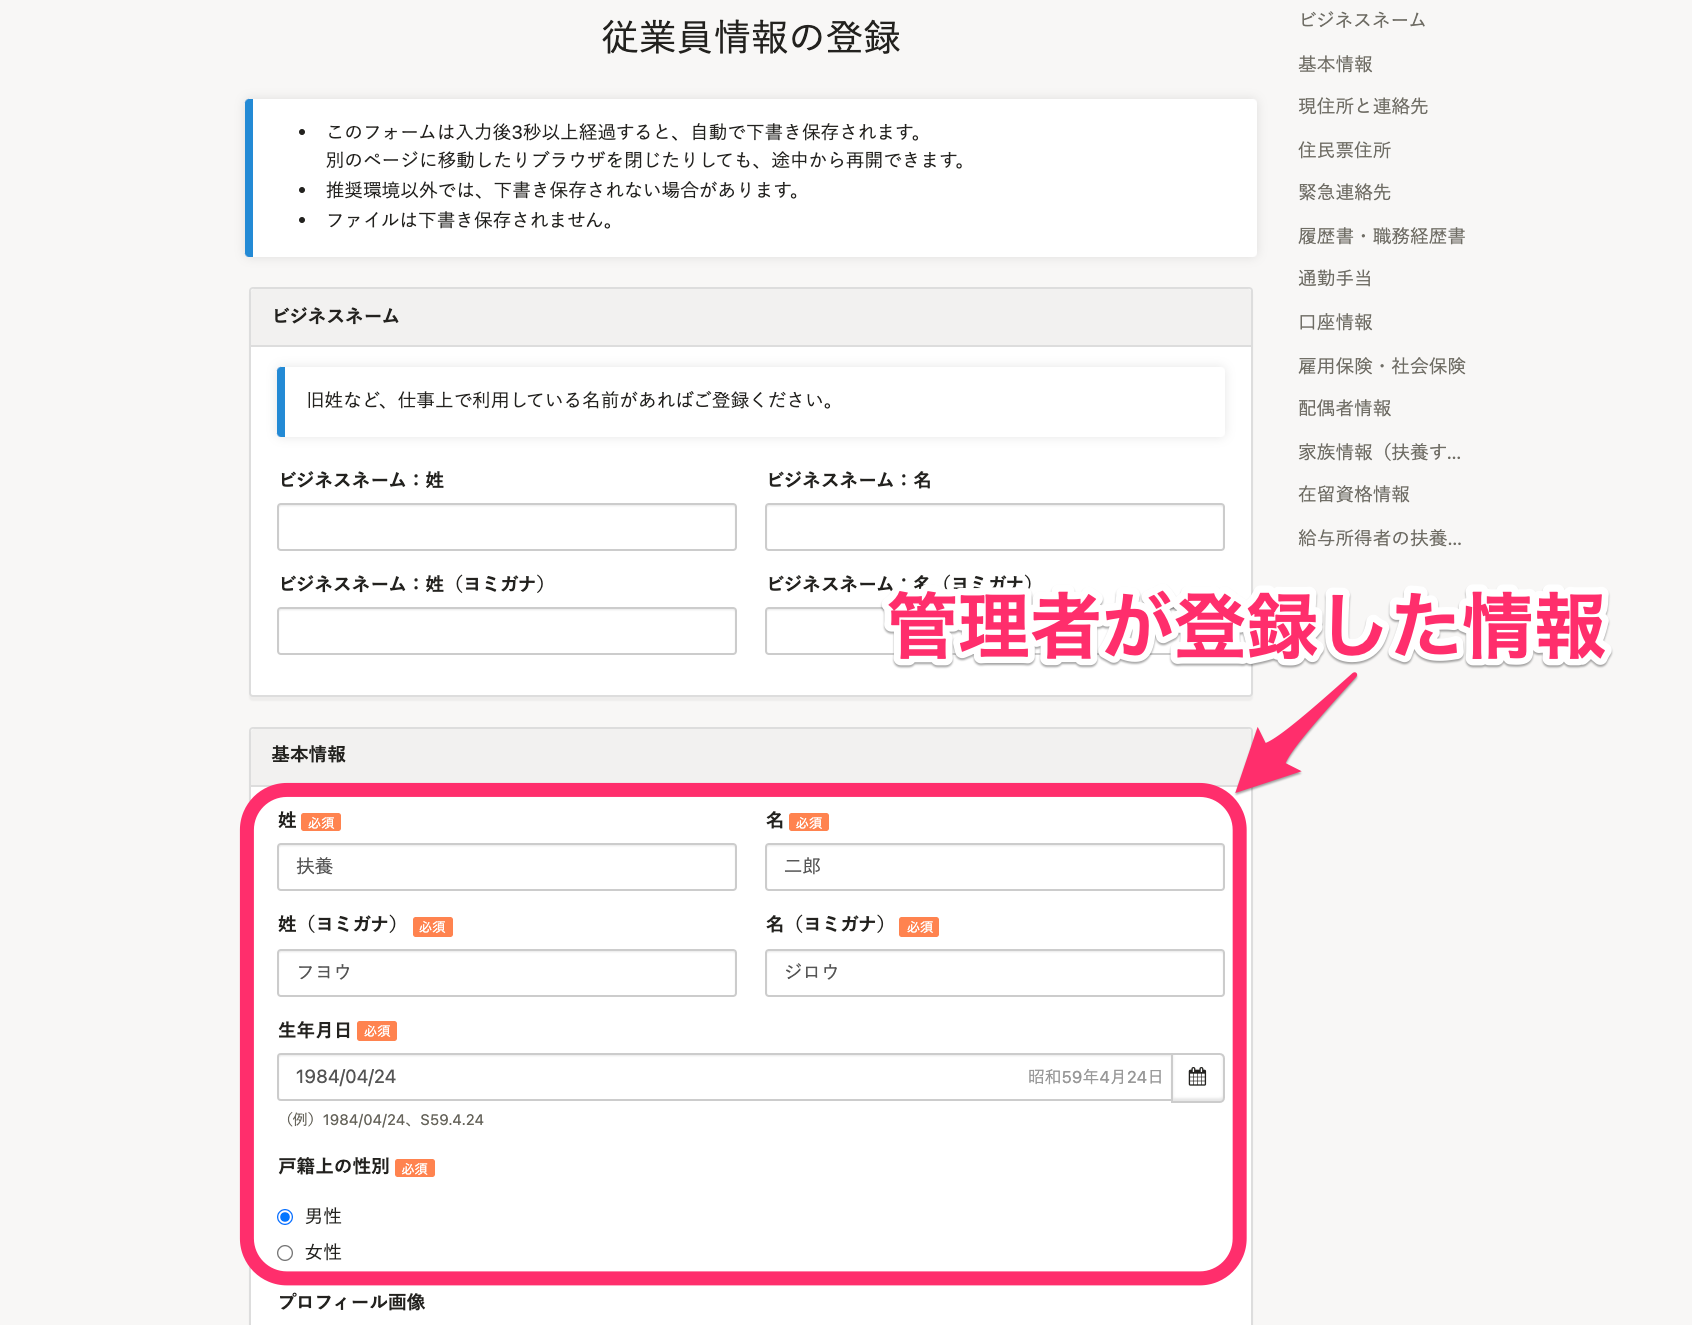 従業員情報の登録
このフォームは入力後3秒以上経過すると、自動で下書き保存されます。
別のページに移動したりブラウザを閉じたりしても、途中から再開できます。
推奨環境以外では、下書き保存されない場合があります。
ファイルは下書き保存されません。
ビジネスネーム
旧姓など、仕事上で利用している名前があればご登録ください。
ビジネスネーム：姓
ビジネスネーム：名
ビジネスネーム：姓（ヨミガナ）
ビジネスネーム：名（ヨミガナ）
管理者が登録した情報
基本情報
姓 必須
名 必須
扶養
二郎
姓（ヨミガナ） 必須
名（ヨミガナ） 必須
フヨウ
ジロウ
生年月日 必須
1984/04/24 昭和59年4月24日
（例）1984/04/24、S59.4.24
戸籍上の性別 必須
男性
女性
プロフィール画像
ビジネスネーム
基本情報
現住所と連絡先
住民票住所
緊急連絡先
履歴書・職務経歴書
通勤手当
口座情報
雇用保険・社会保険
配偶者情報
家族情報（扶養す...
在留資格情報
給与所得者の扶養...